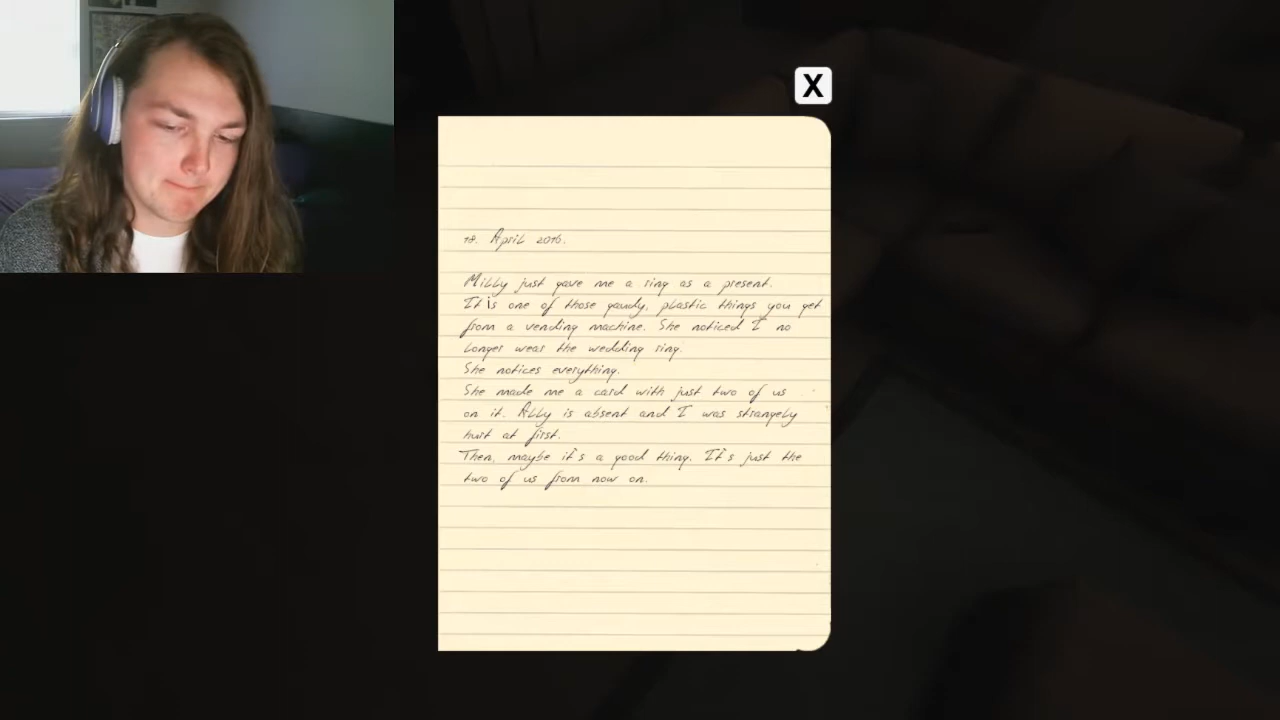 X
18. April 2016.
Milly just gave me a ring as a present.
It is one of those gaudy, plastic things you get
from a vending machine. She noticed I no
longer wear the wedding ring.
She notices everything.
She made me a card with just two of us
on it. Ally is absent and I was strangely
hurt at first.
Then, maybe it's a good thing. It's just the
two of us from now on.